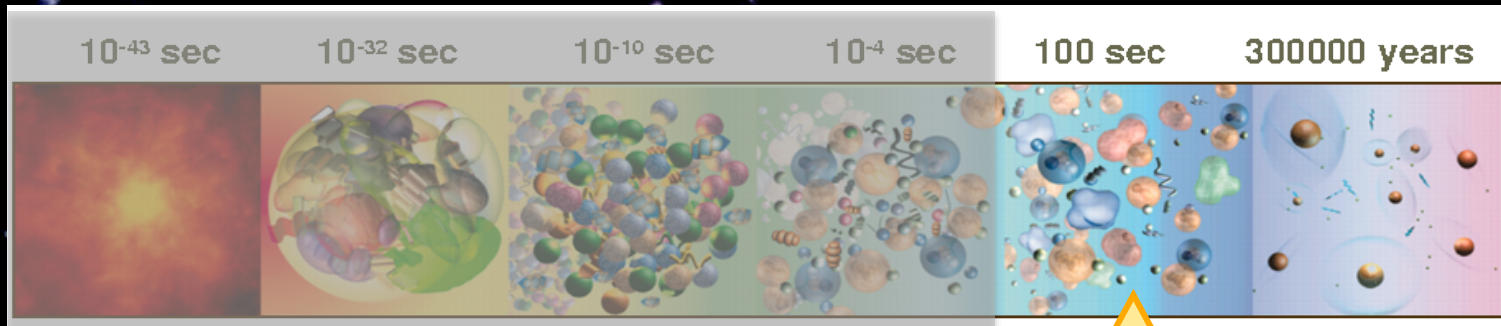 10⁻⁴³ sec 10⁻³² sec 10⁻¹⁰ sec 10⁻⁴ sec 100 sec 300000 years